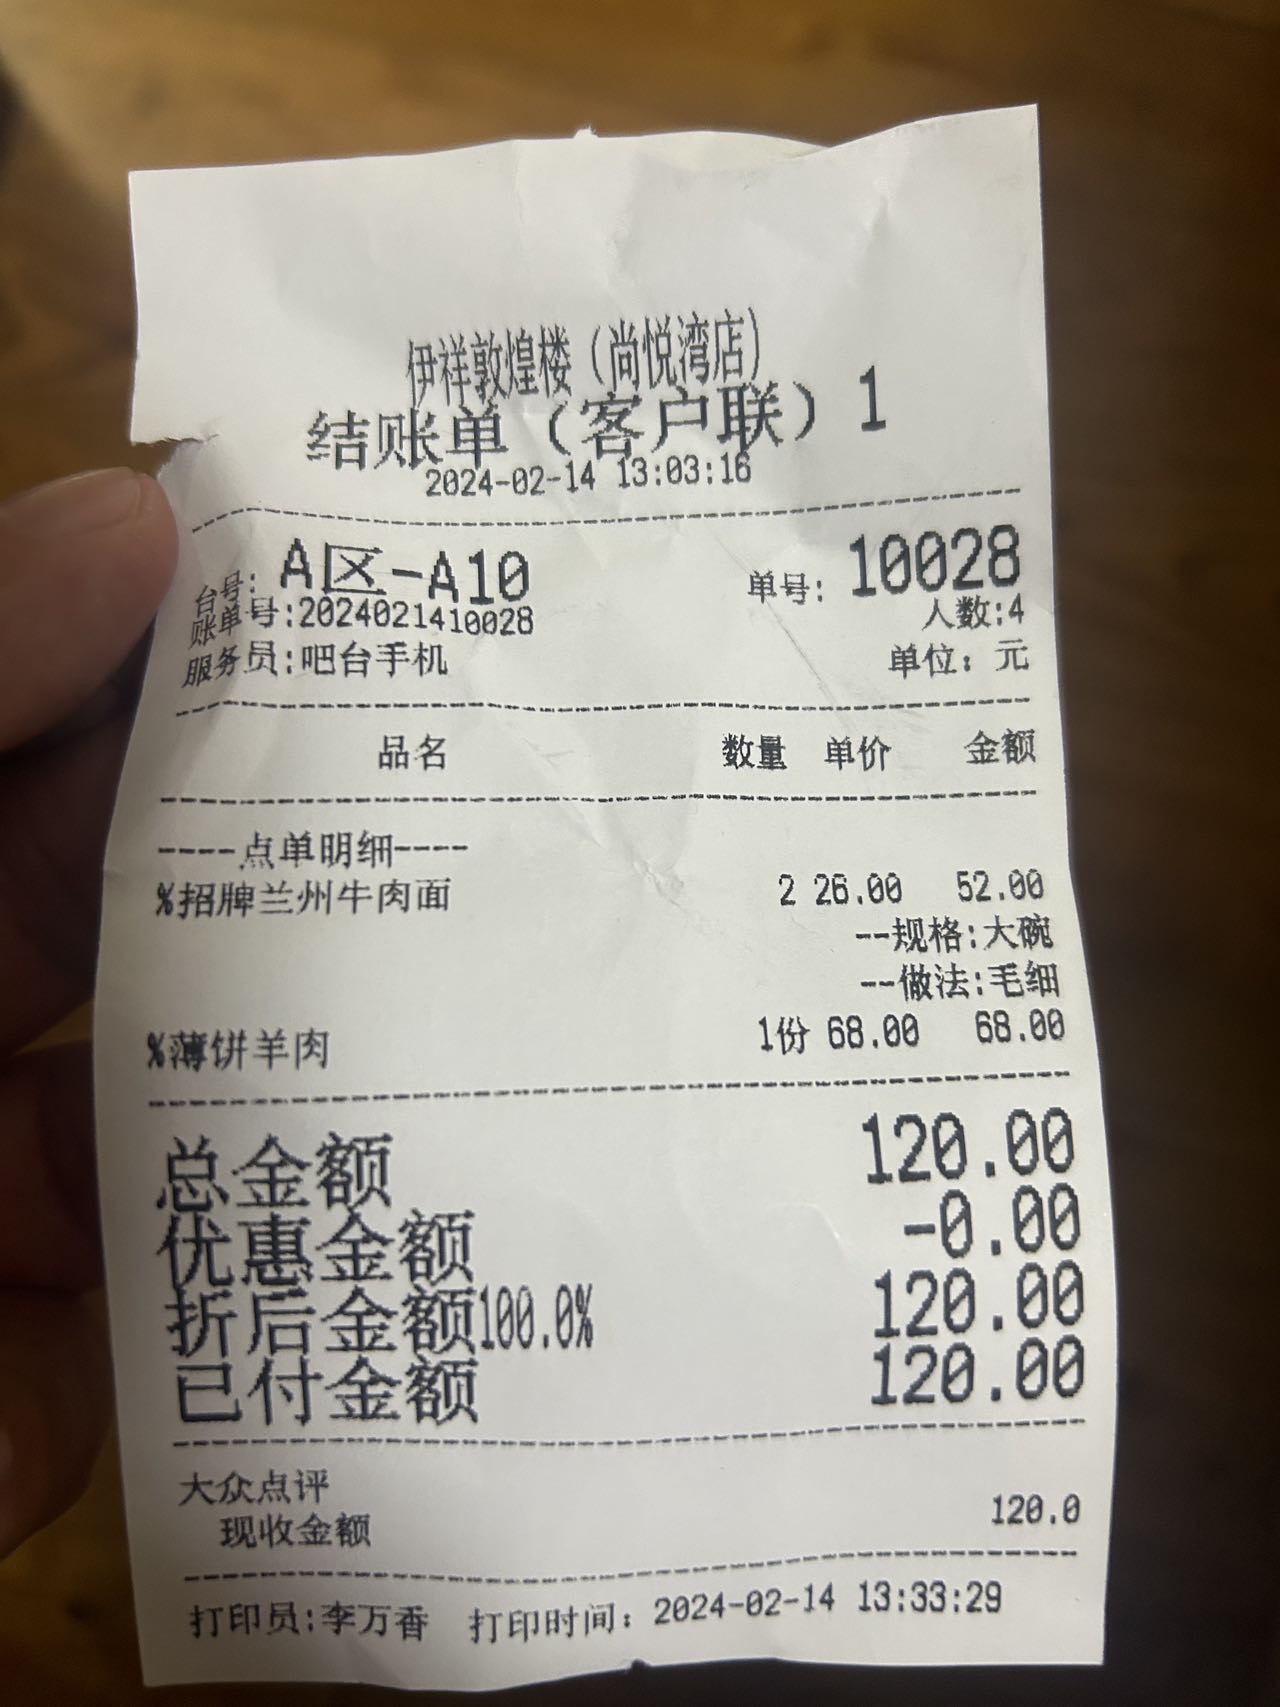 伊祥敦煌楼（尚悦湾店）
结账单（客户联）1
2024-02-14 13:03:16
台号: A区-A10 单号: 10028
账单号:2024021410028 人数:4
服务员:吧台手机 单位：元
品名 数量 单价 金额
----点单明细----
%招牌兰州牛肉面 2 26.00 52.00
--规格:大碗
--做法:毛细
%薄饼羊肉 1份 68.00 68.00
总金额 120.00
优惠金额 -0.00
折后金额100.0% 120.00
已付金额 120.00
大众点评
现收金额 120.0
打印员:李万香 打印时间：2024-02-14 13:33:29